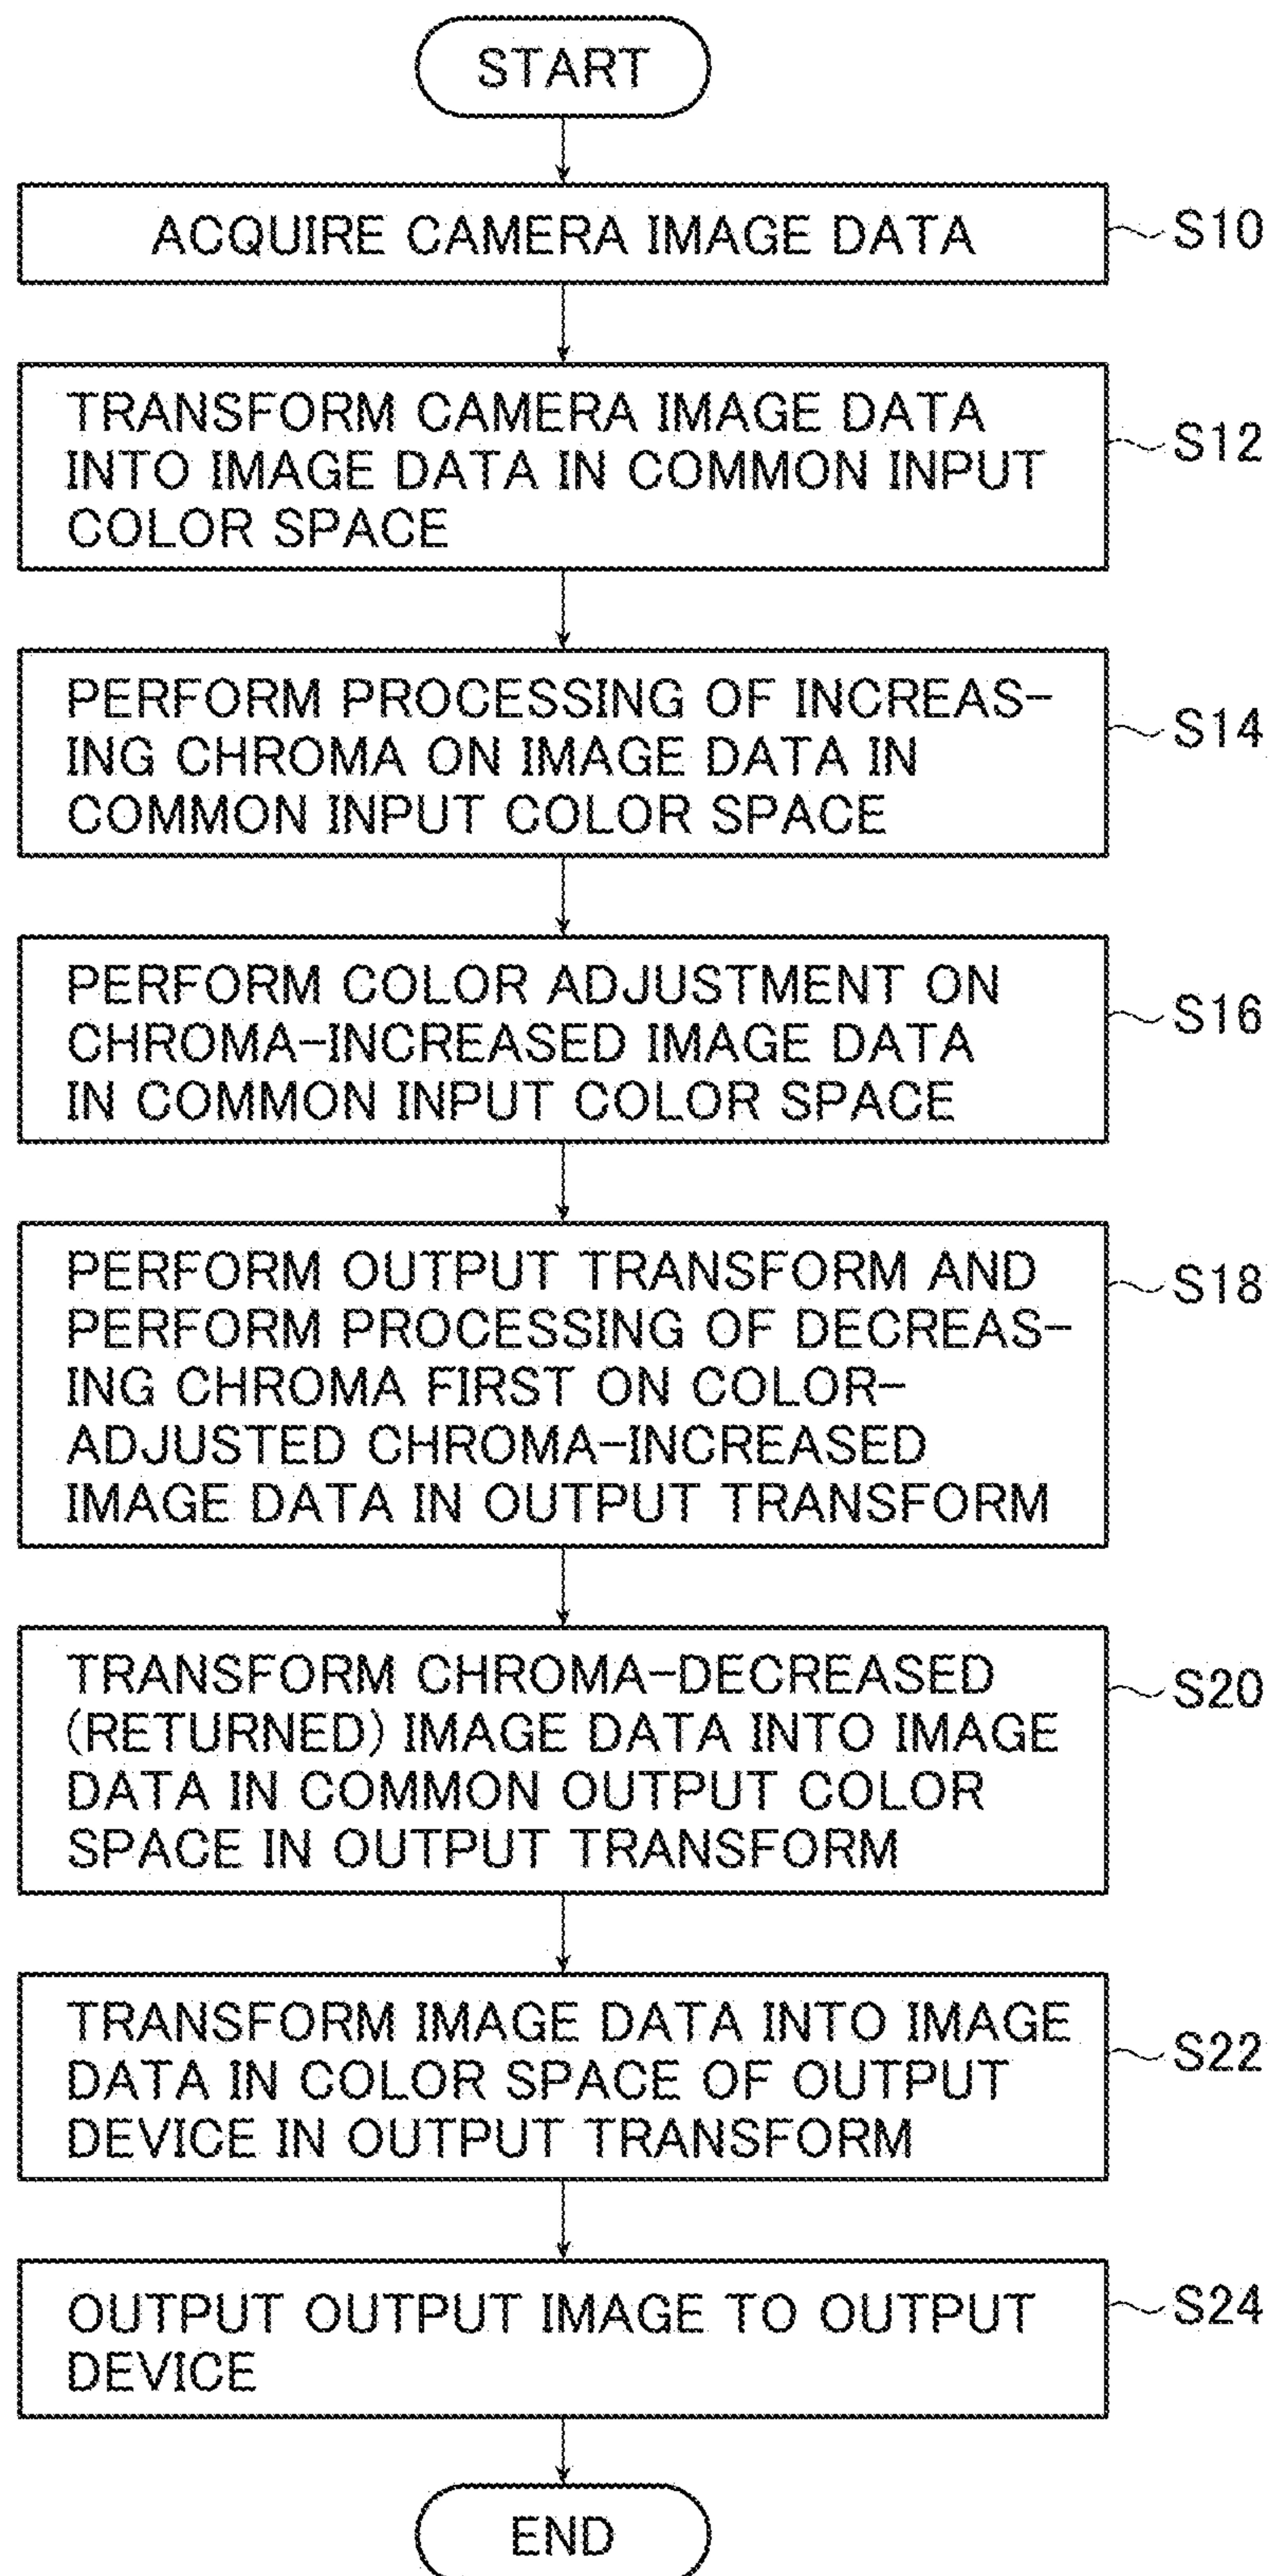 START
ACQUIRE CAMERA IMAGE DATA
S10
TRANSFORM CAMERA IMAGE DATA
INTO IMAGE DATA IN COMMON INPUT
COLOR SPACE
S12
PERFORM PROCESSING OF INCREAS-
ING CHROMA ON IMAGE DATA IN
COMMON INPUT COLOR SPACE
S14
PERFORM COLOR ADJUSTMENT ON
CHROMA-INCREASED IMAGE DATA
IN COMMON INPUT COLOR SPACE
S16
PERFORM OUTPUT TRANSFORM AND
PERFORM PROCESSING OF DECREAS-
ING CHROMA FIRST ON COLOR-
ADJUSTED CHROMA-INCREASED
IMAGE DATA IN OUTPUT TRANSFORM
S18
TRANSFORM CHROMA-DECREASED
(RETURNED) IMAGE DATA INTO IMAGE
DATA IN COMMON OUTPUT COLOR
SPACE IN OUTPUT TRANSFORM
S20
TRANSFORM IMAGE DATA INTO IMAGE
DATA IN COLOR SPACE OF OUTPUT
DEVICE IN OUTPUT TRANSFORM
S22
OUTPUT OUTPUT IMAGE TO OUTPUT
DEVICE
S24
END